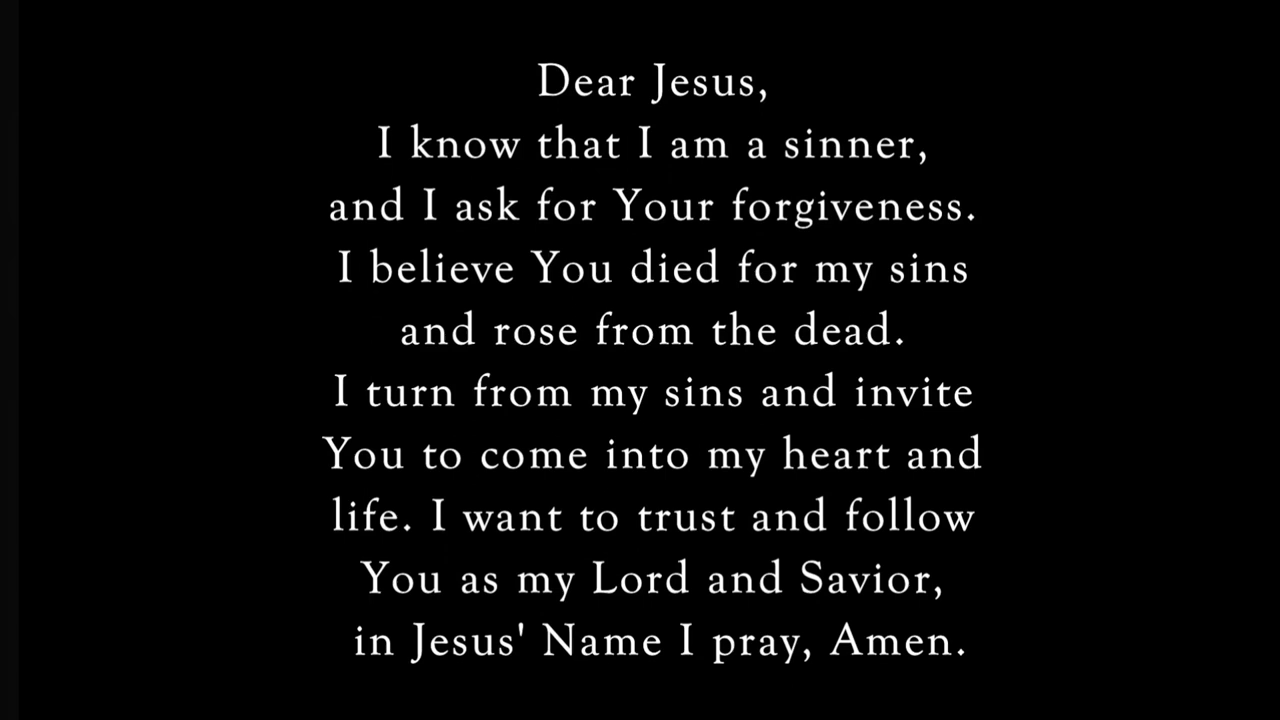 Dear Jesus,
I know that I am a sinner,
and I ask for Your forgiveness.
I believe You died for my sins
and rose from the dead.
I turn from my sins and invite
You to come into my heart and
life. I want to trust and follow
You as my Lord and Savior,
in Jesus' Name I pray, Amen.